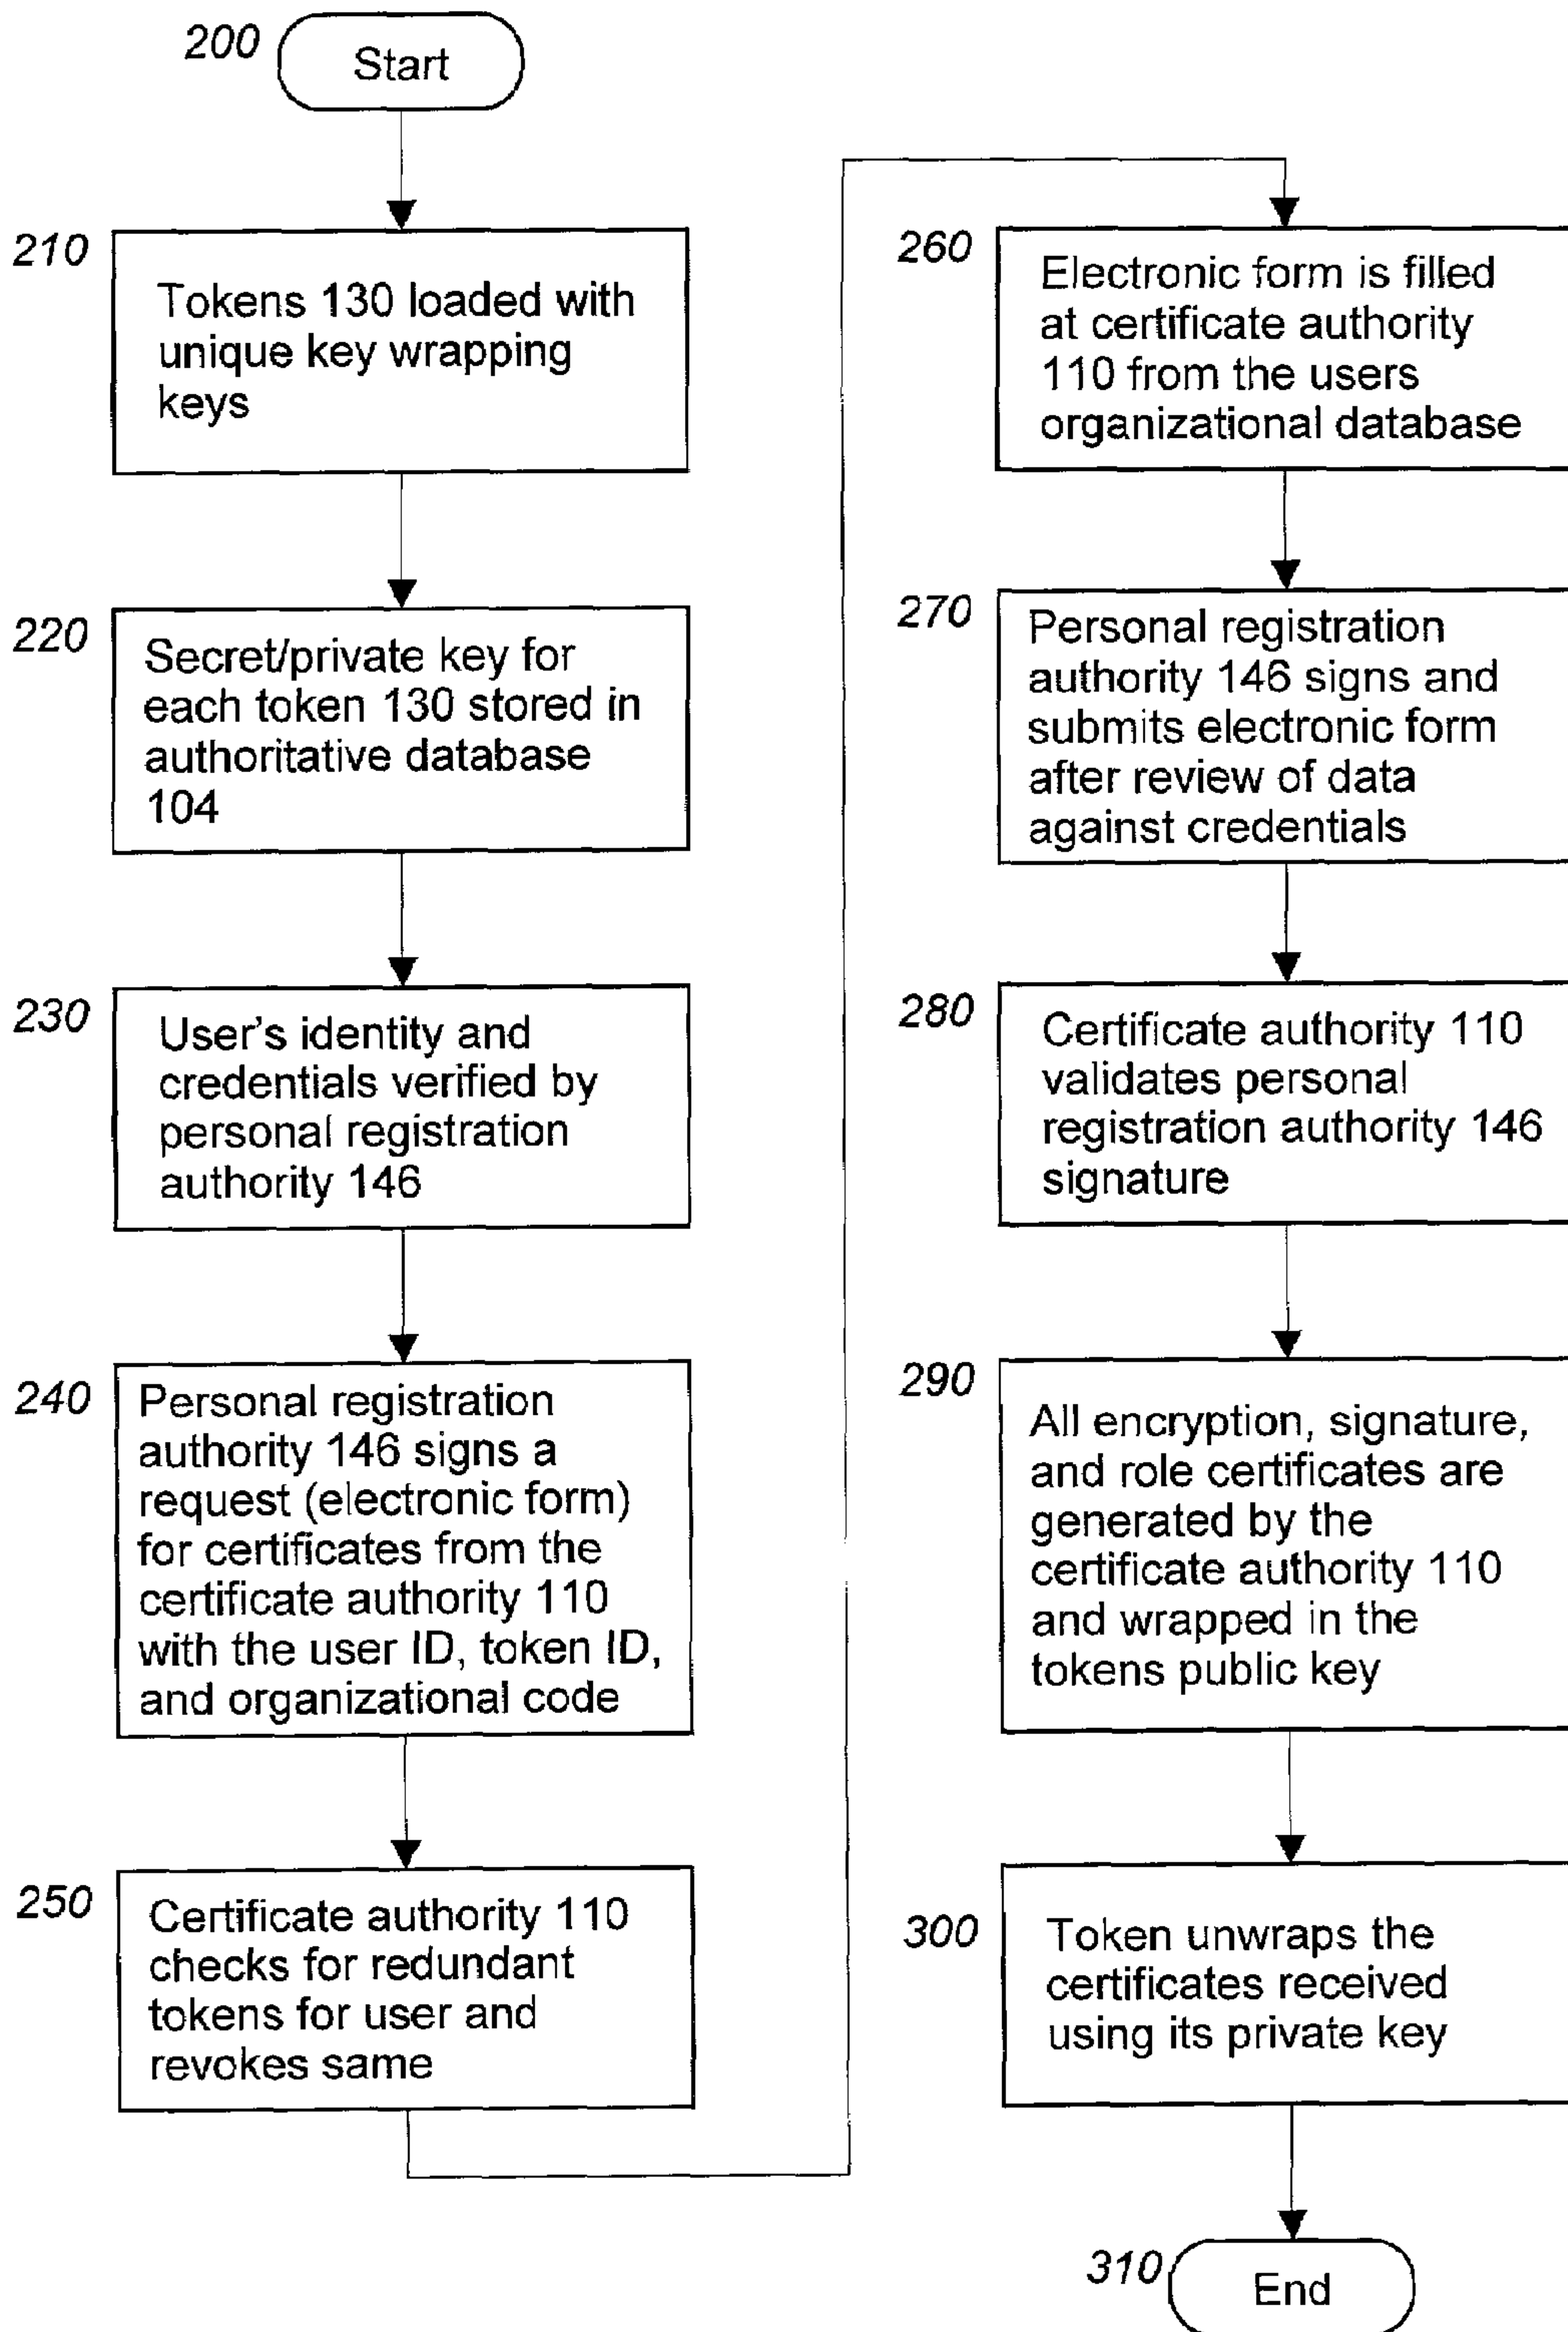 200
Start
210
Tokens 130 loaded with
unique key wrapping
keys
220
Secret/private key for
each token 130 stored in
authoritative database
104
230
User's identity and
credentials verified by
personal registration
authority 146
240
Personal registration
authority 146 signs a
request (electronic form)
for certificates from the
certificate authority 110
with the user ID, token ID,
and organizational code
250
Certificate authority 110
checks for redundant
tokens for user and
revokes same
260
Electronic form is filled
at certificate authority
110 from the users
organizational database
270
Personal registration
authority 146 signs and
submits electronic form
after review of data
against credentials
280
Certificate authority 110
validates personal
registration authority 146
signature
290
All encryption, signature,
and role certificates are
generated by the
certificate authority 110
and wrapped in the
tokens public key
300
Token unwraps the
certificates received
using its private key
310
End